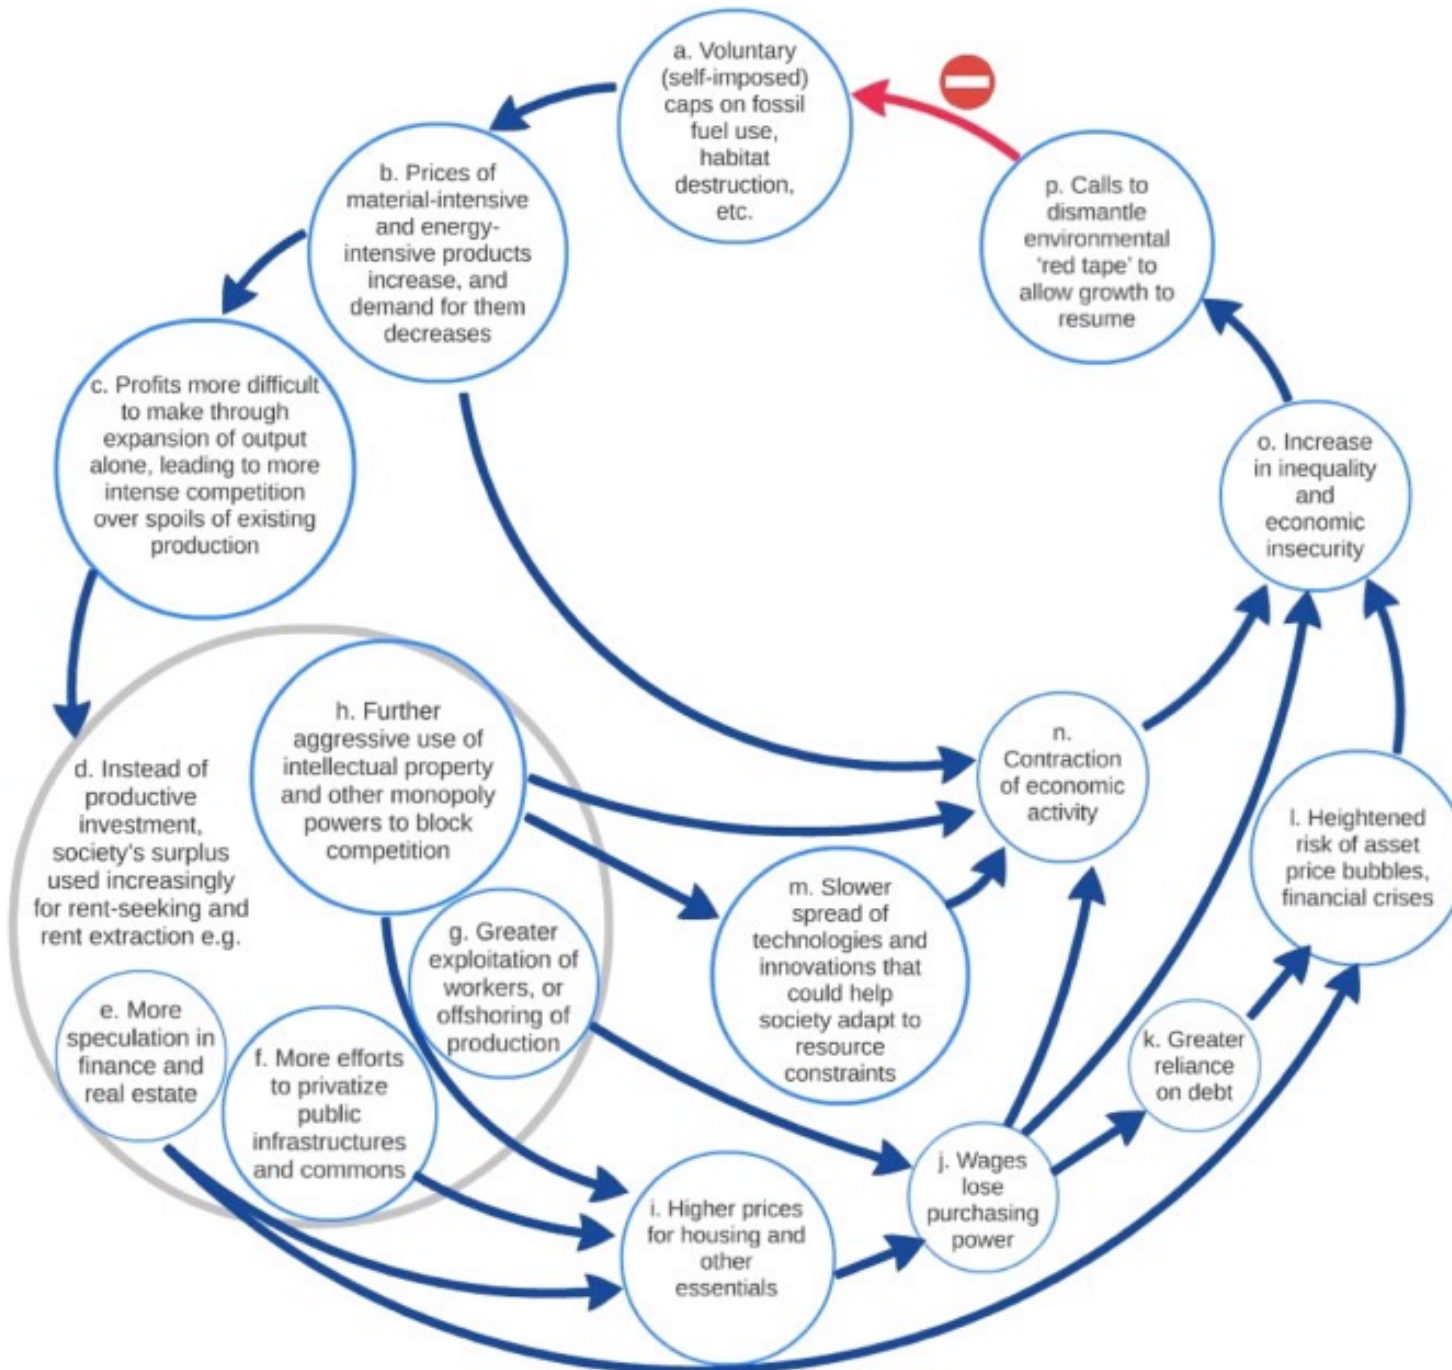 a. Voluntary
(self-imposed)
caps on fossil
fuel use,
habitat
destruction,
etc.
b. Prices of
material-intensive
and energy-
intensive products
increase, and
demand for them
decreases
c. Profits more difficult
to make through
expansion of output
alone, leading to more
intense competition
over spoils of existing
production
d. Instead of
productive
investment,
society's surplus
used increasingly
for rent-seeking and
rent extraction e.g.
e. More
speculation in
finance and
real estate
f. More efforts
to privatize
public
infrastructures
and commons
g. Greater
exploitation of
workers, or
offshoring of
production
h. Further
aggressive use of
intellectual property
and other monopoly
powers to block
competition
i. Higher prices
for housing and
other
essentials
j. Wages
lose
purchasing
power
k. Greater
reliance
on debt
l. Heightened
risk of asset
price bubbles,
financial crises
m. Slower
spread of
technologies and
innovations that
could help
society adapt to
resource
constraints
n.
Contraction
of economic
activity
o. Increase
in inequality
and
economic
insecurity
p. Calls to
dismantle
environmental
‘red tape’ to
allow growth to
resume